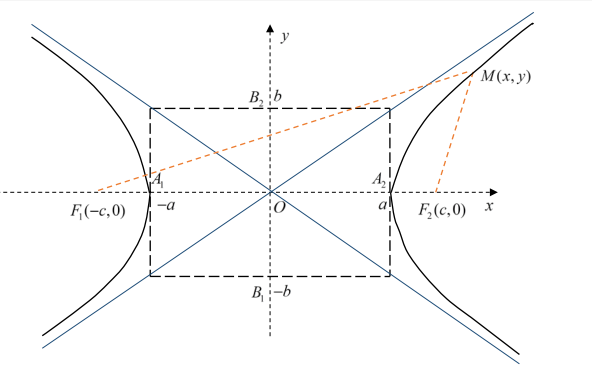 y
M(x, y)
B₂ b
A₁
A₂
F₁(−c, 0)
−a
O
a
F₂(c, 0)
x
B₁ −b